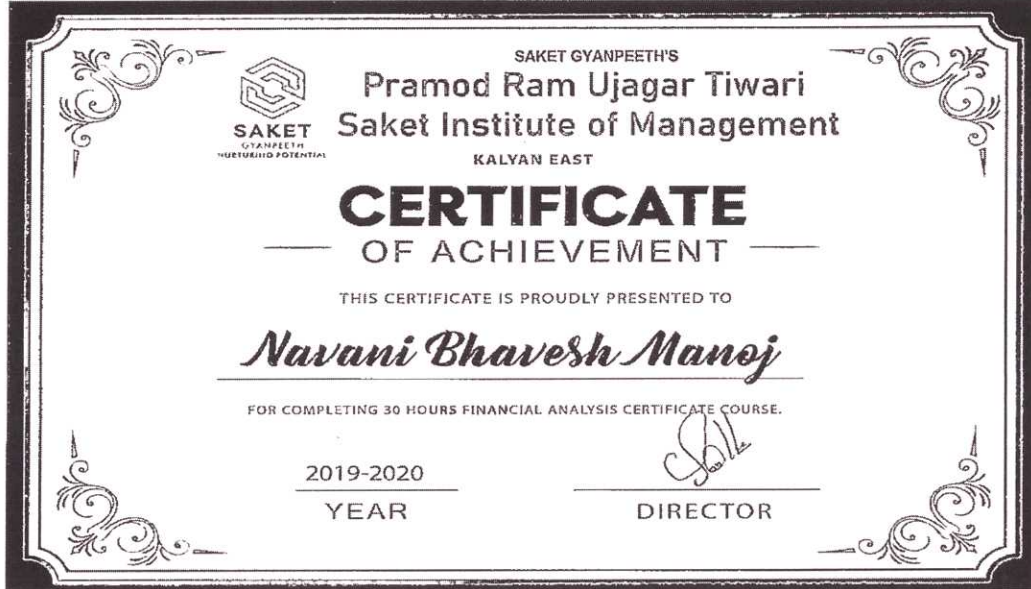 SAKET GYANPEETH'S
Pramod Ram Ujagar Tiwari
Saket Institute of Management
KALYAN EAST
SAKET
GYANPEETH
NURTURING POTENTIAL
CERTIFICATE
OF ACHIEVEMENT
THIS CERTIFICATE IS PROUDLY PRESENTED TO
Navani Bhavesh Manoj
FOR COMPLETING 30 HOURS FINANCIAL ANALYSIS CERTIFICATE COURSE.
2019-2020
YEAR
DIRECTOR